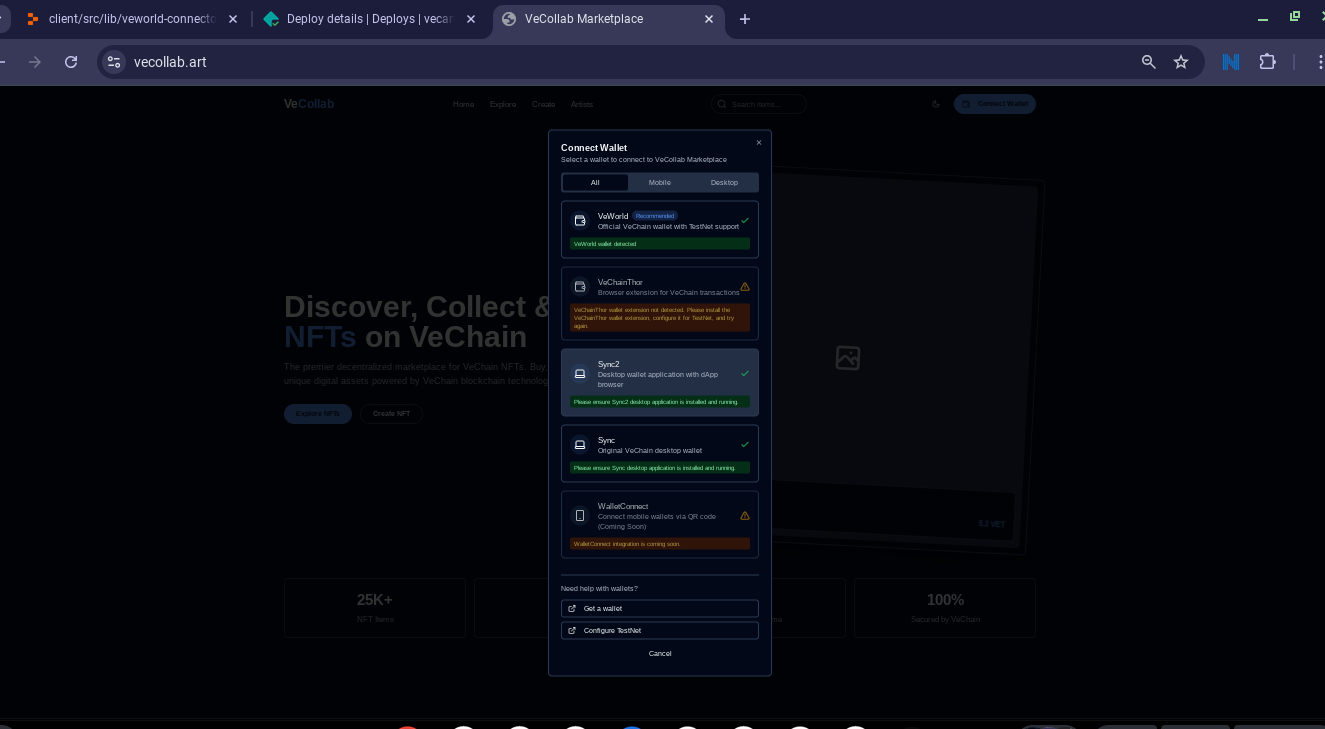 client/src/lib/veworld-connecto
Deploy details | Deploys | vecar
VeCollab Marketplace
vecollab.art
VeCollab
Home
Explore
Create
Artists
Search items...
Connect Wallet
Connect Wallet
Select a wallet to connect to VeCollab Marketplace
All
Mobile
Desktop
VeWorld
Recommended
Official VeChain wallet with TestNet support
VeWorld wallet detected
VeChainThor
Browser extension for VeChain transactions
VeChainThor wallet extension not detected. Please install the
VeChainThor wallet extension, configure it for TestNet, and try
again.
Sync2
Desktop wallet application with dApp
browser
Please ensure Sync2 desktop application is installed and running.
Sync
Original VeChain desktop wallet
Please ensure Sync desktop application is installed and running.
WalletConnect
Connect mobile wallets via QR code
(Coming Soon)
WalletConnect integration is coming soon.
Need help with wallets?
Get a wallet
Configure TestNet
Cancel
Discover, Collect &
NFTs on VeChain
The premier decentralized marketplace for VeChain NFTs. Buy,
unique digital assets powered by VeChain blockchain technolog
Explore NFTs
Create NFT
5.2 VET
25K+
NFT Items
100%
Secured by VeChain